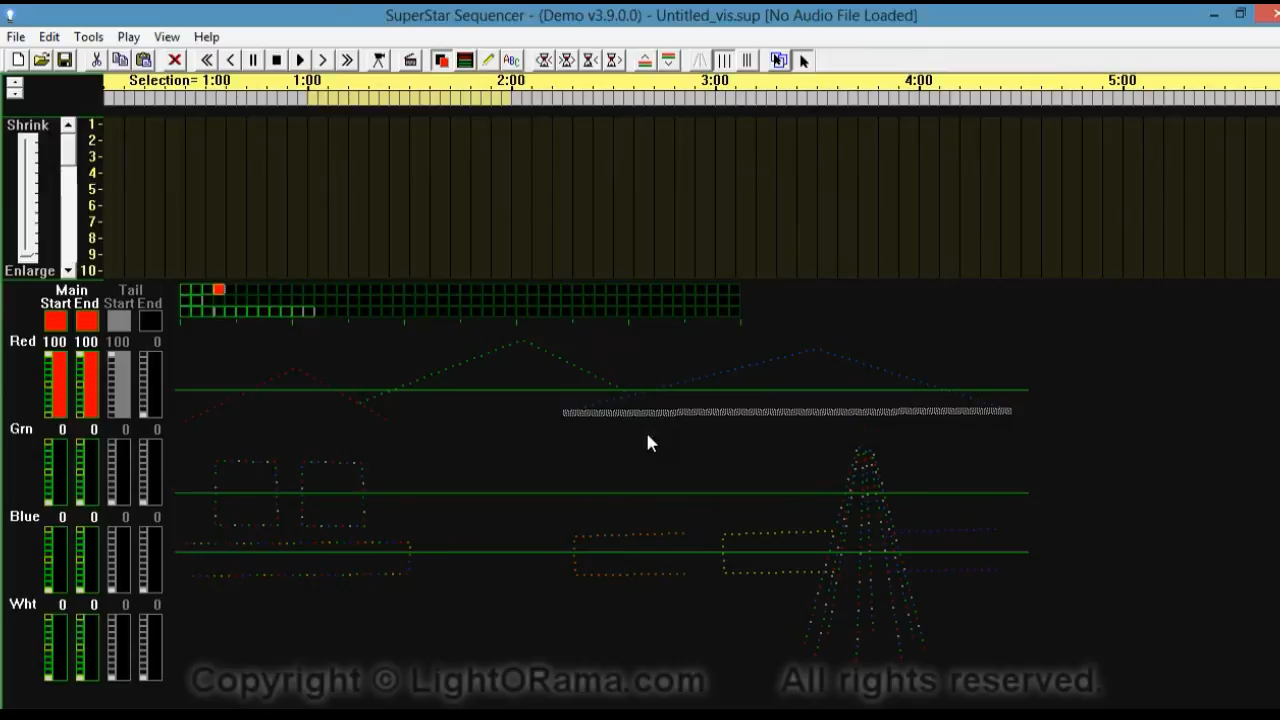 SuperStar Sequencer - (Demo v3.9.0.0) - Untitled_vis.sup [No Audio File Loaded]
File Edit Tools Play View Help
ABc
Selection= 1:00 1:00 2:00 3:00 4:00 5:00
Shrink
1-
2-
3-
4-
5-
6-
7-
8-
9-
Enlarge 10-
Main Tail
Start End Start End
Red 100 100 100 0
Grn 0 0 0 0
Blue 0 0 0 0
Wht 0 0 0 0
Copyright © LightORama.com All rights reserved.